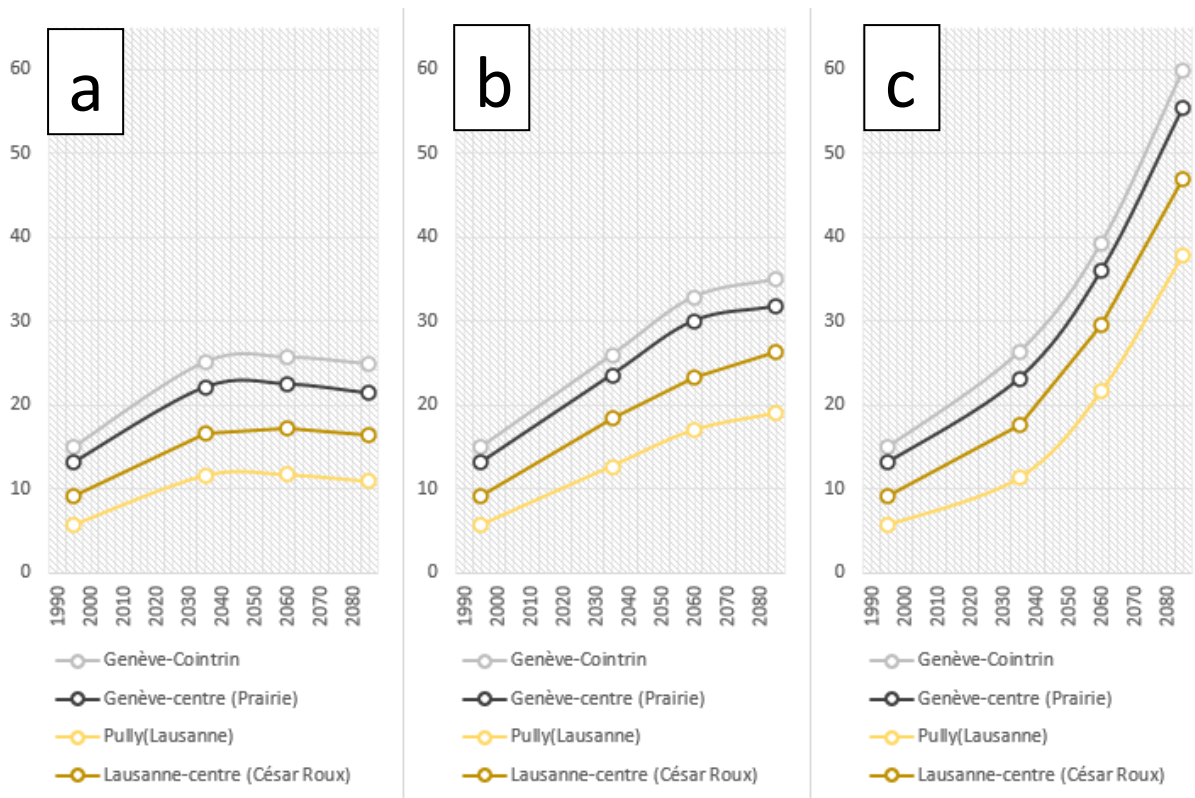 a
60
50
40
30
20
10
0
1990 2000 2010 2020 2030 2040 2050 2060 2070 2080
Genève-Cointrin
Genève-centre (Prairie)
Pully(Lausanne)
Lausanne-centre (César Roux)
b
60
50
40
30
20
10
0
1990 2000 2010 2020 2030 2040 2050 2060 2070 2080
Genève-Cointrin
Genève-centre (Prairie)
Pully(Lausanne)
Lausanne-centre (César Roux)
c
60
50
40
30
20
10
0
1990 2000 2010 2020 2030 2040 2050 2060 2070 2080
Genève-Cointrin
Genève-centre (Prairie)
Pully(Lausanne)
Lausanne-centre (César Roux)